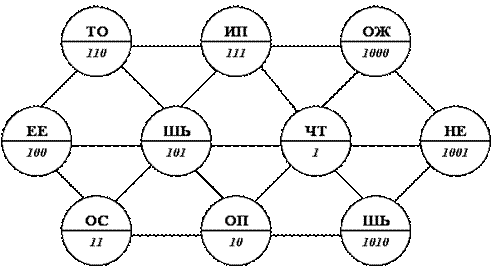 ТО ИП ОЖ
110 111 1000
ЕЕ ШЬ ЧТ НЕ
100 101 1 1001
ОС ОП ШЬ
11 10 1010